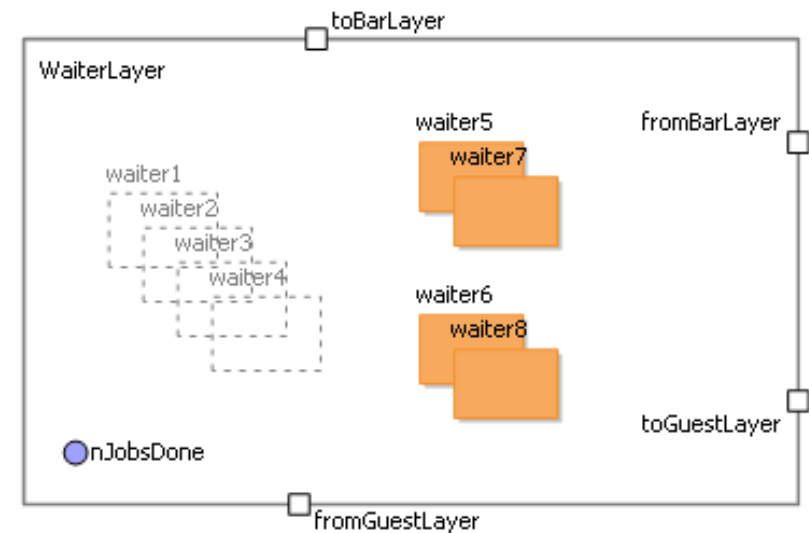 toBarLayer
WaiterLayer
waiter5
fromBarLayer
waiter7
waiter1
waiter2
waiter3
waiter4
waiter6
waiter8
toGuestLayer
nJobsDone
fromGuestLayer